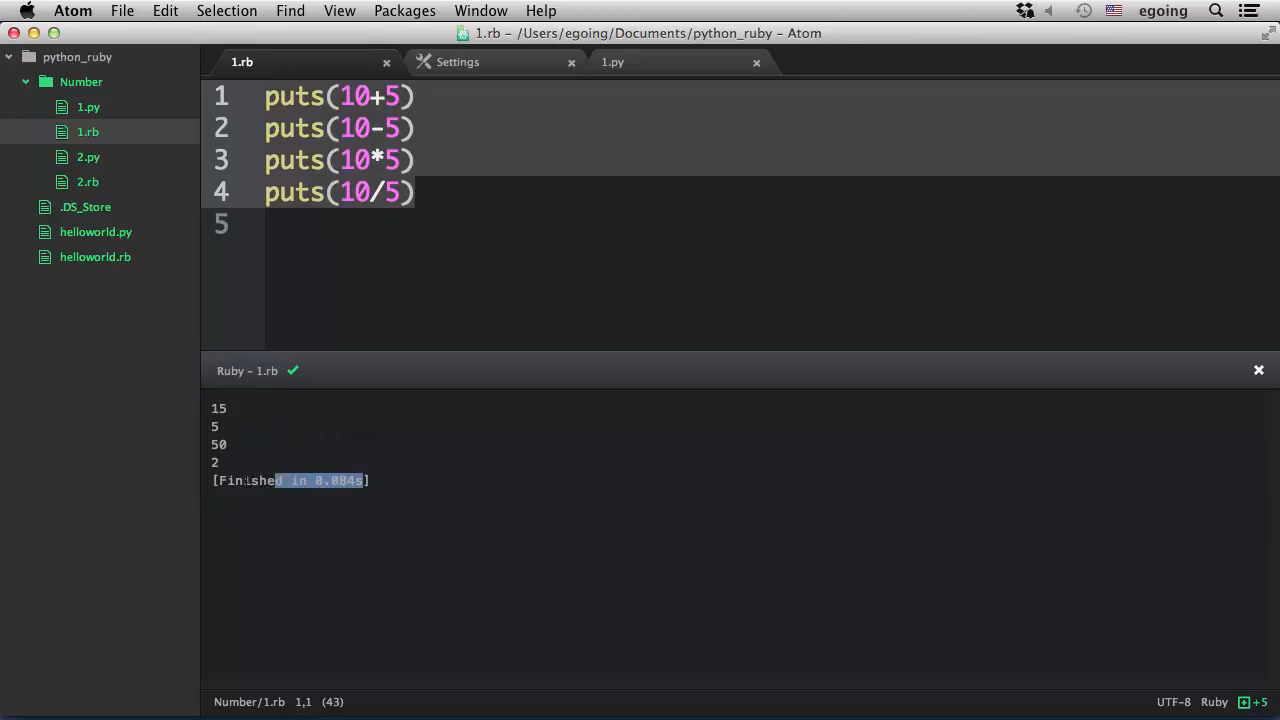 Atom File Edit Selection Find View Packages Window Help egoing
1.rb – /Users/egoing/Documents/python_ruby – Atom
python_ruby
Number
1.py
1.rb
2.py
2.rb
.DS_Store
helloworld.py
helloworld.rb
1.rb Settings 1.py
1 puts(10+5)
2 puts(10-5)
3 puts(10*5)
4 puts(10/5)
5
Ruby – 1.rb
15
5
50
2
[Finished in 0.084s]
Number/1.rb 1,1 (43) UTF-8 Ruby +5